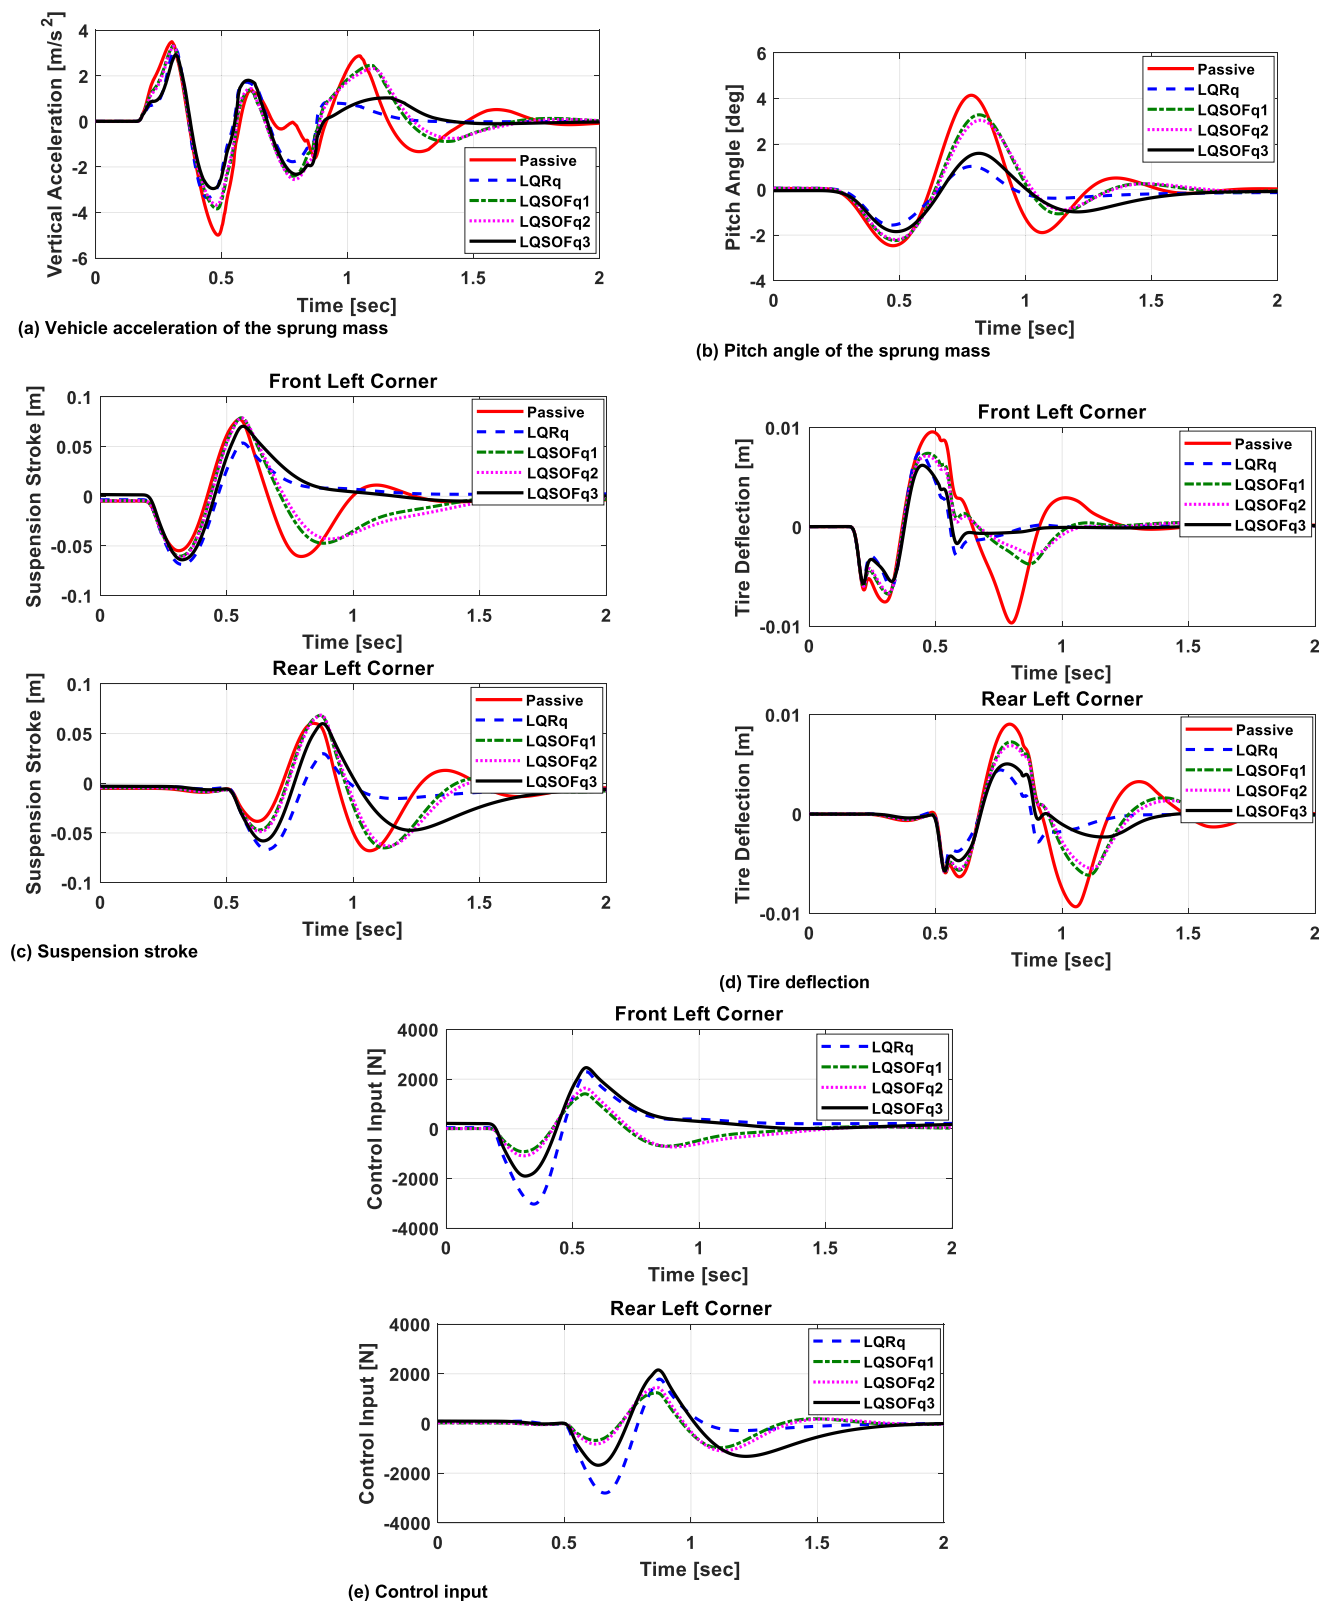 Vertical Acceleration [m/s²]
4
2
0
-2
-4
-6
0
0.5
1
1.5
2
Time [sec]
Passive
LQRq
LQSOFq1
LQSOFq2
LQSOFq3
(a) Vehicle acceleration of the sprung mass
Pitch Angle [deg]
6
4
2
0
-2
-4
0
0.5
1
1.5
2
Time [sec]
Passive
LQRq
LQSOFq1
LQSOFq2
LQSOFq3
(b) Pitch angle of the sprung mass
Front Left Corner
Suspension Stroke [m]
0.1
0.05
0
-0.05
-0.1
0
0.5
1
1.5
2
Time [sec]
Passive
LQRq
LQSOFq1
LQSOFq2
LQSOFq3
Rear Left Corner
Suspension Stroke [m]
0.1
0.05
0
-0.05
-0.1
0
0.5
1
1.5
2
Time [sec]
Passive
LQRq
LQSOFq1
LQSOFq2
LQSOFq3
(c) Suspension stroke
Front Left Corner
Tire Deflection [m]
0.01
0
-0.01
0
0.5
1
1.5
2
Time [sec]
Passive
LQRq
LQSOFq1
LQSOFq2
LQSOFq3
Rear Left Corner
Tire Deflection [m]
0.01
0
-0.01
0
0.5
1
1.5
2
Time [sec]
Passive
LQRq
LQSOFq1
LQSOFq2
LQSOFq3
(d) Tire deflection
Front Left Corner
Control Input [N]
4000
2000
0
-2000
-4000
0
0.5
1
1.5
2
Time [sec]
LQRq
LQSOFq1
LQSOFq2
LQSOFq3
Rear Left Corner
Control Input [N]
4000
2000
0
-2000
-4000
0
0.5
1
1.5
2
Time [sec]
LQRq
LQSOFq1
LQSOFq2
LQSOFq3
(e) Control input